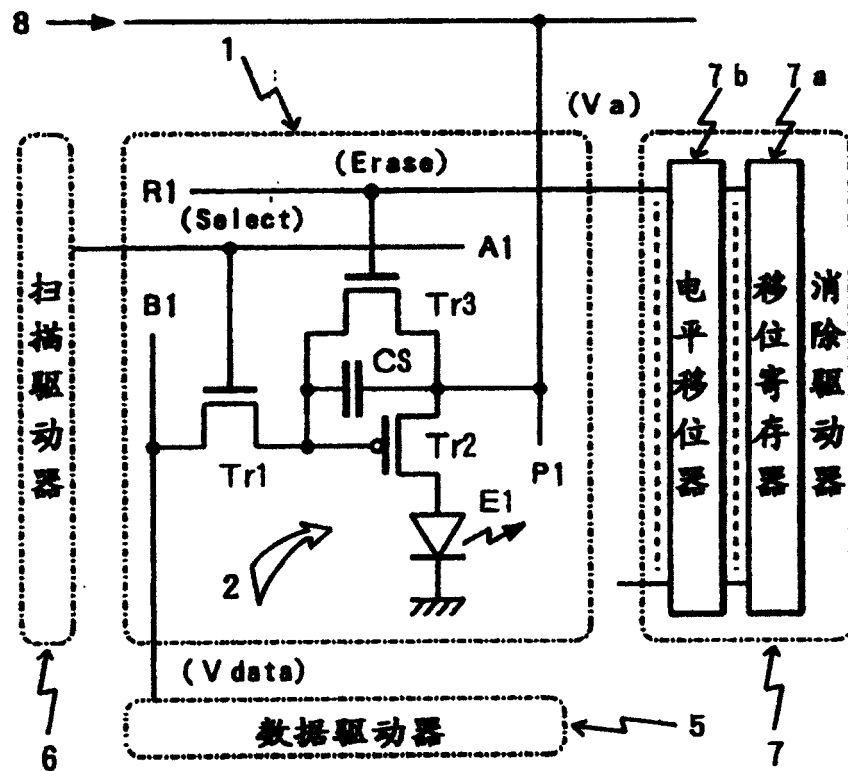 8
1
7b
7a
(Va)
(Erase)
R1
(Select)
A1
B1
Tr3
CS
Tr2
Tr1
P1
E1
2
扫描驱动器
电平移位器
移位寄存器
消除驱动器
(Vdata)
数据驱动器
5
6
7